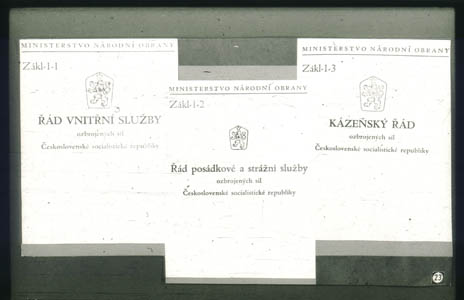 MINISTERSTVO NÁRODNÍ OBRANY
Zákl-1-1
ŘÁD VNITŘNÍ SLUŽBY
ozbrojených sil
Československé socialistické republiky
MINISTERSTVO NÁRODNÍ OBRANY
Zákl-1-2
Řád posádkové a strážní služby
ozbrojených sil
Československé socialistické republiky
MINISTERSTVO NÁRODNÍ OBRANY
Zákl-1-3
KÁZEŇSKÝ ŘÁD
ozbrojených sil
Československé socialistické republiky
23